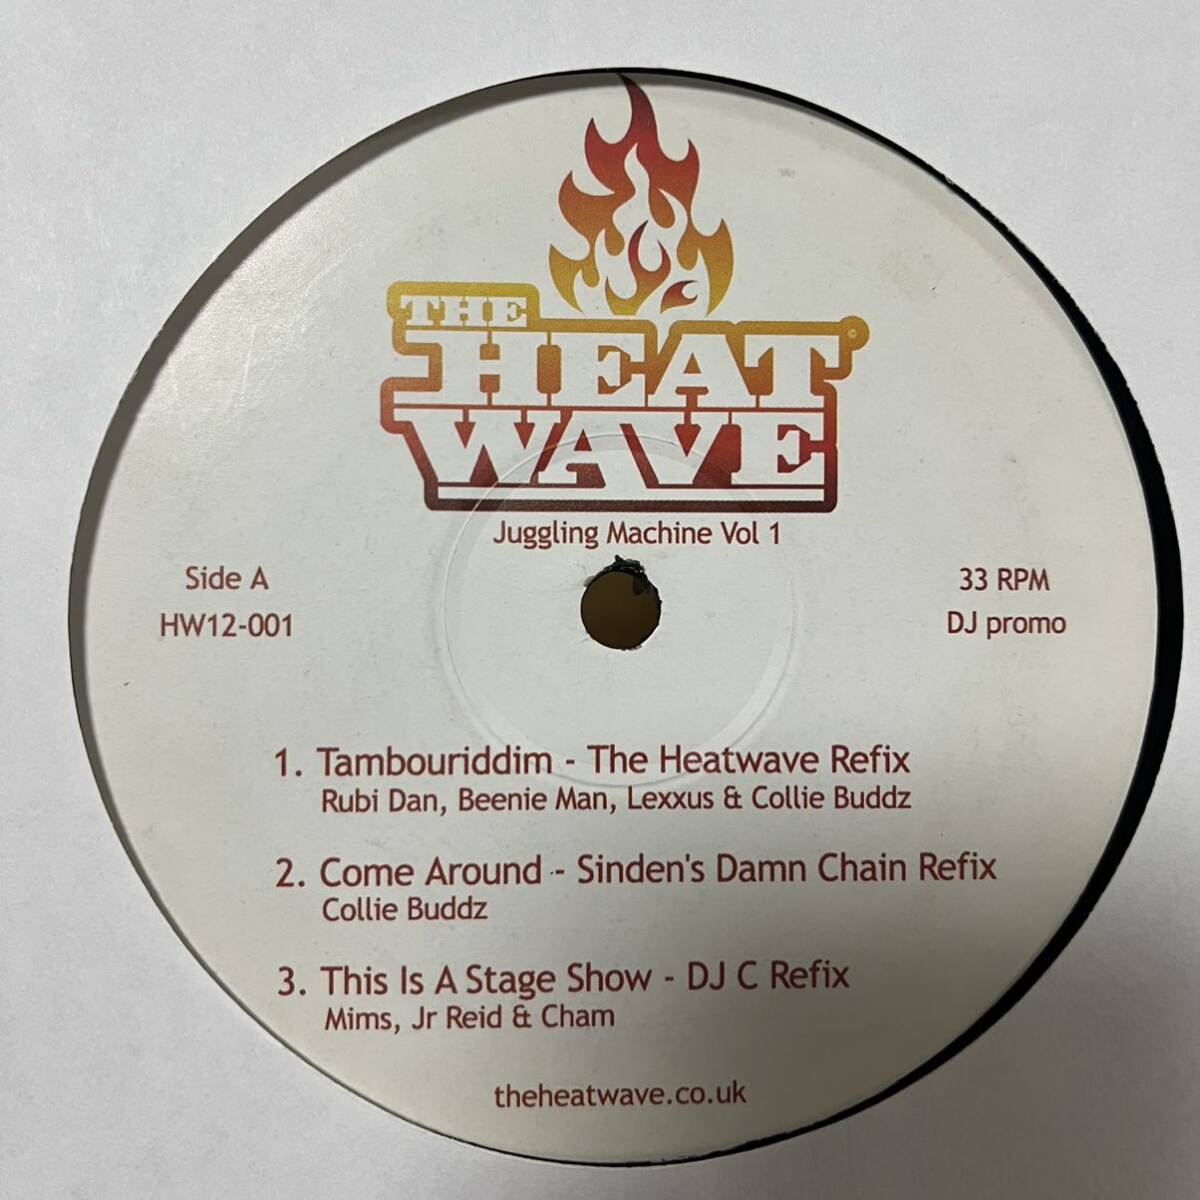 THE
HEAT
©
WAVE
Juggling Machine Vol 1
Side A
HW12-001
33 RPM
DJ promo
1. Tambouriddim - The Heatwave Refix
Rubi Dan, Beenie Man, Lexxus & Collie Buddz
2. Come Around - Sinden's Damn Chain Refix
Collie Buddz
3. This Is A Stage Show - DJ C Refix
Mims, Jr Reid & Cham
theheatwave.co.uk